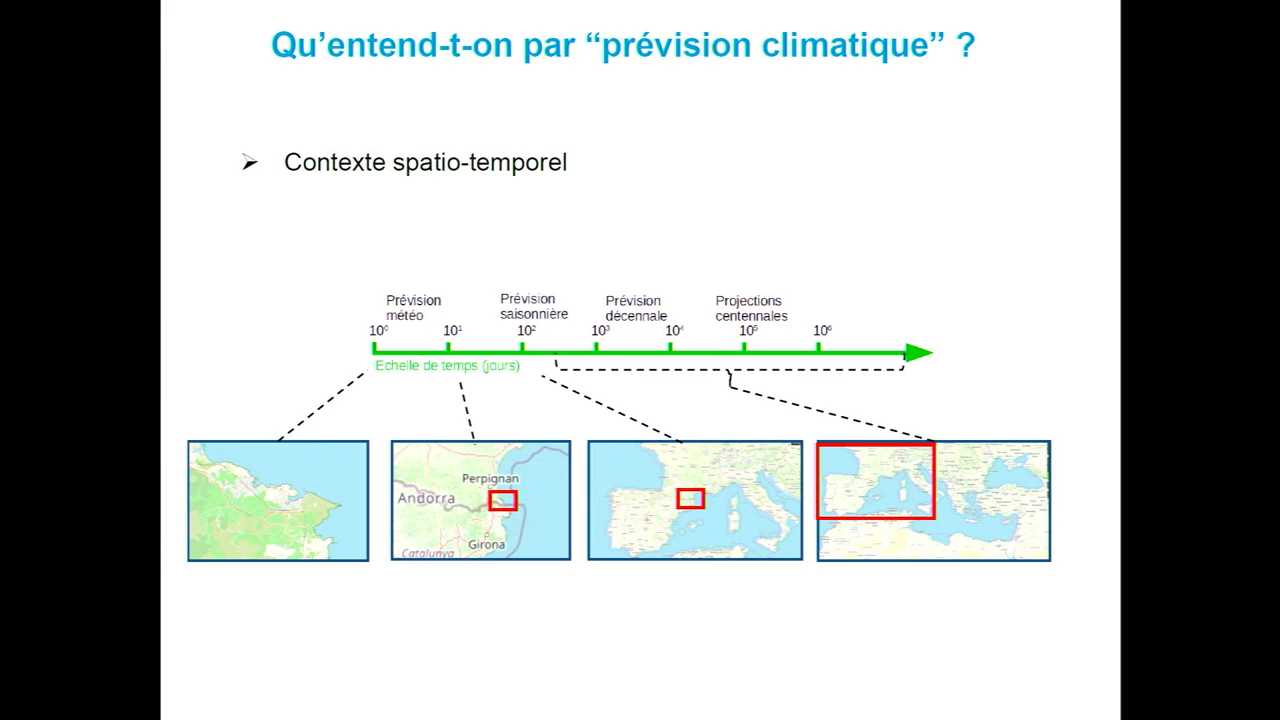 Qu’entend-t-on par “prévision climatique” ?
Contexte spatio-temporel
Prévision météo
Prévision saisonnière
Prévision décennale
Projections centennales
10⁰ 10¹ 10² 10³ 10⁴ 10⁵ 10⁶
Echelle de temps (jours)
Perpignan
Andorra
Girona
Catalunya